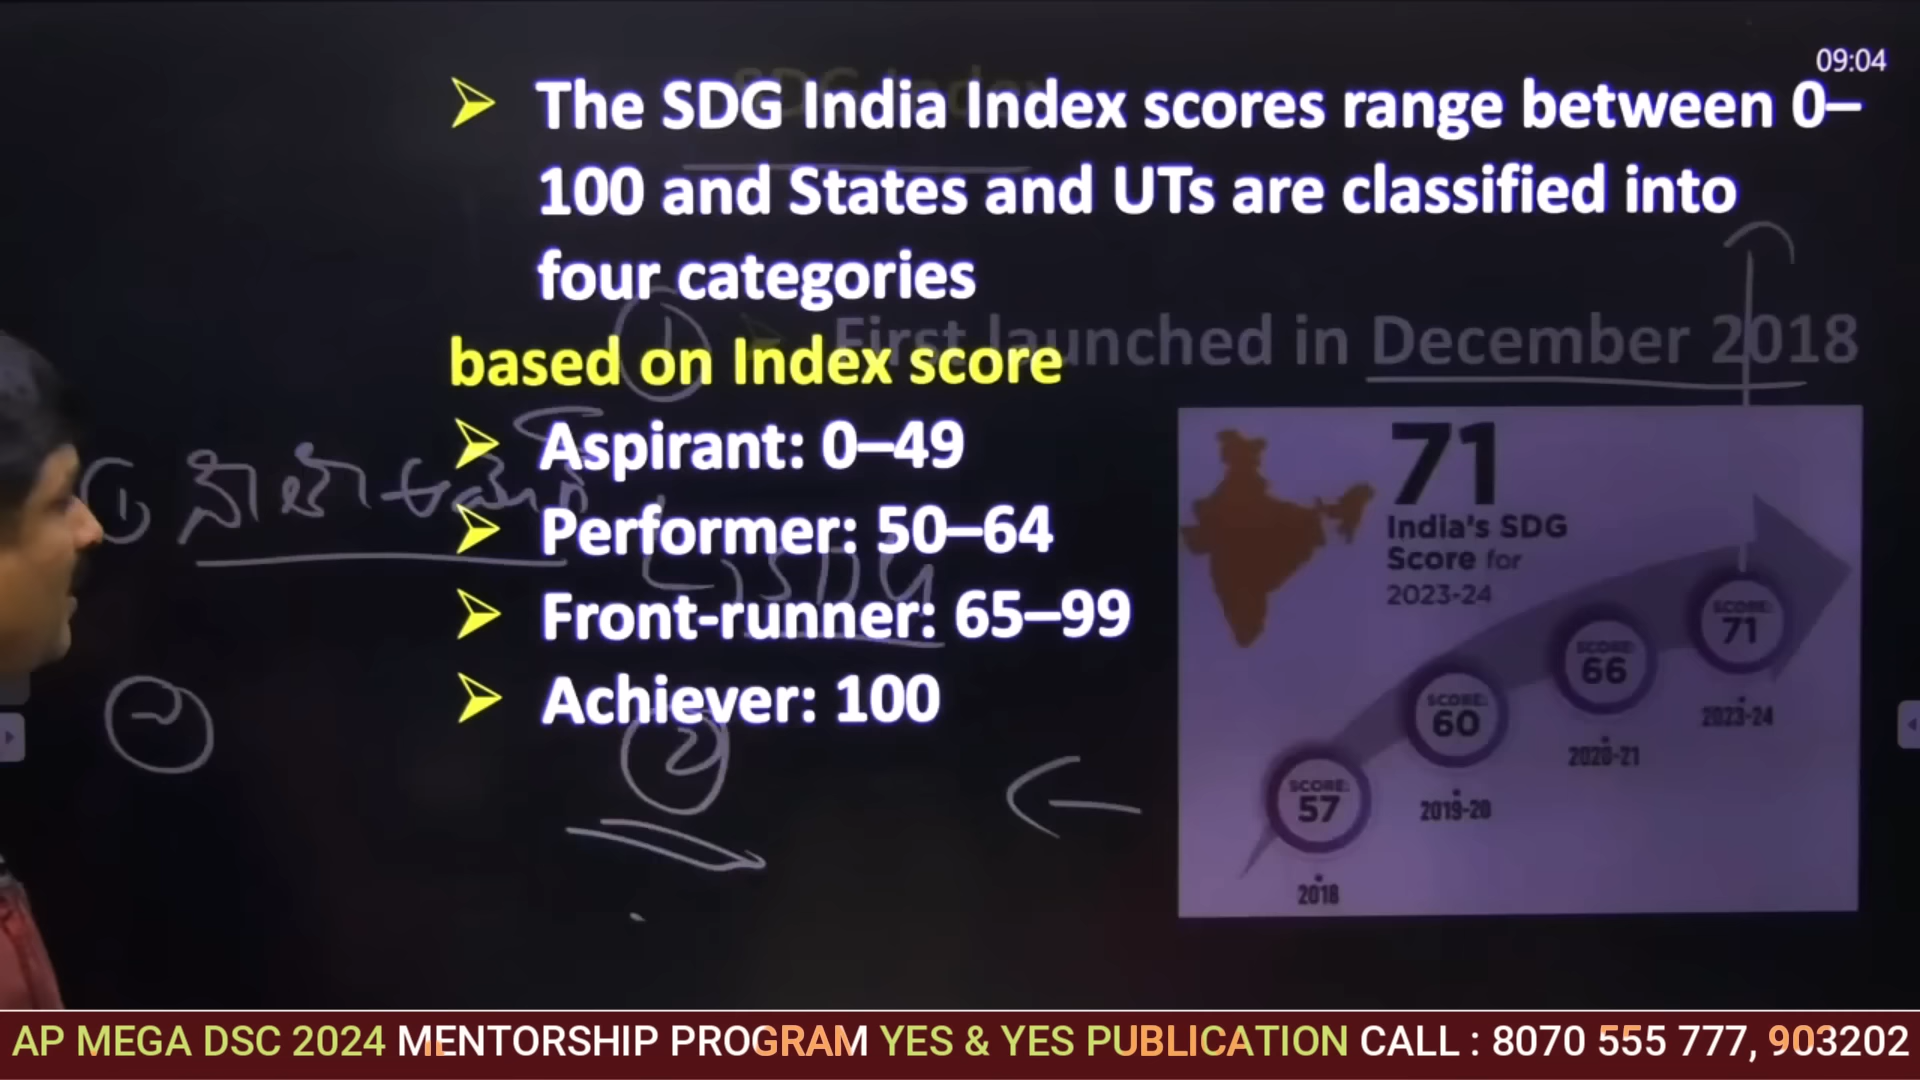 09:04
The SDG India Index scores range between 0–
100 and States and UTs are classified into
four categories
First launched in December 2018
based on Index score
Aspirant: 0–49
Performer: 50–64
Front-runner: 65–99
Achiever: 100
1
1
SDG
2
71
India's SDG
Score for
2023-24
SCORE:
71
2023-24
SCORE:
66
2020-21
SCORE:
60
2019-20
SCORE:
57
2018
AP MEGA DSC 2024 MENTORSHIP PROGRAM YES & YES PUBLICATION CALL : 8070 555 777, 903202